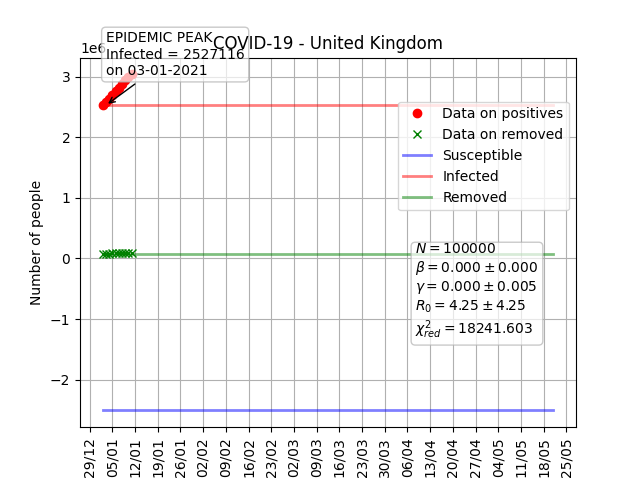 COVID-19 - United Kingdom
EPIDEMIC PEAK
Infected = 2527116
on 03-01-2021
1e6
3
2
1
0
−1
−2
Number of people
Data on positives
Data on removed
Susceptible
Infected
Removed
N = 100000
β = 0.000 ± 0.000
γ = 0.000 ± 0.005
R₀ = 4.25 ± 4.25
χ²_red = 18241.603
29/12
05/01
12/01
19/01
26/01
02/02
09/02
16/02
23/02
02/03
09/03
16/03
23/03
30/03
06/04
13/04
20/04
27/04
04/05
11/05
18/05
25/05